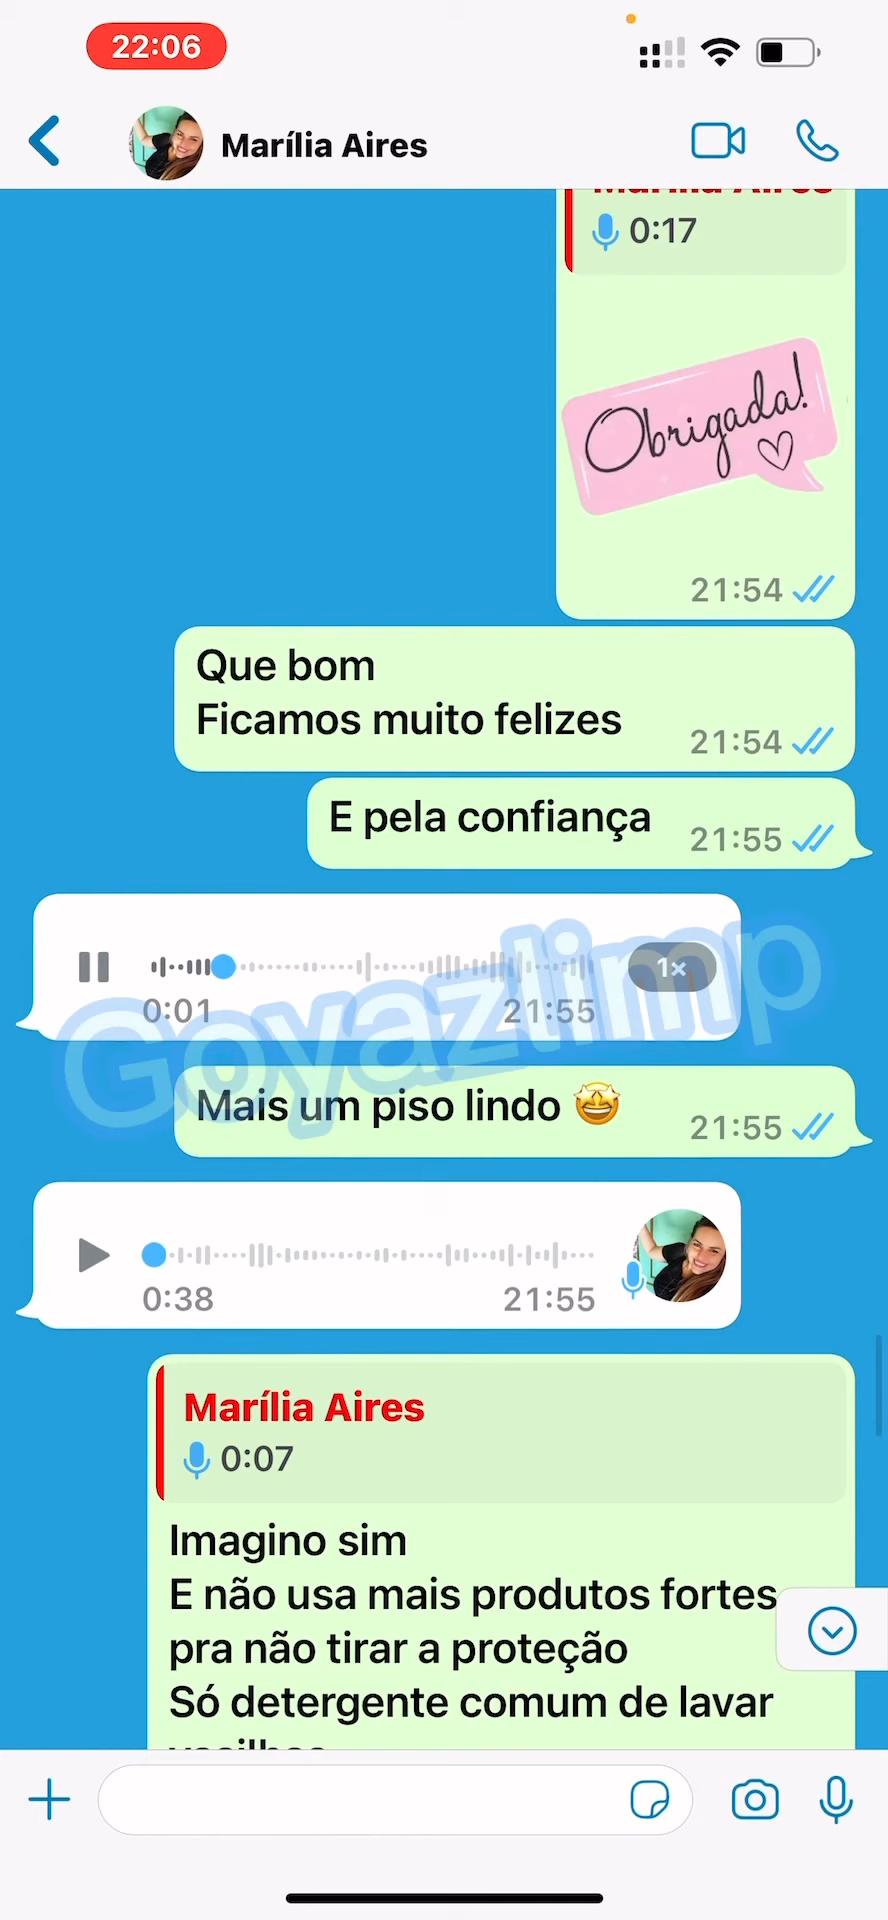 22:06
Marília Aires
Marília Aires
0:17
Obrigada!
21:54
Que bom
Ficamos muito felizes
21:54
E pela confiança
21:55
1x
0:01
21:55
Goyazlimp
Mais um piso lindo 🤩
21:55
0:38
21:55
Marília Aires
0:07
Imagino sim
E não usa mais produtos fortes
pra não tirar a proteção
Só detergente comum de lavar